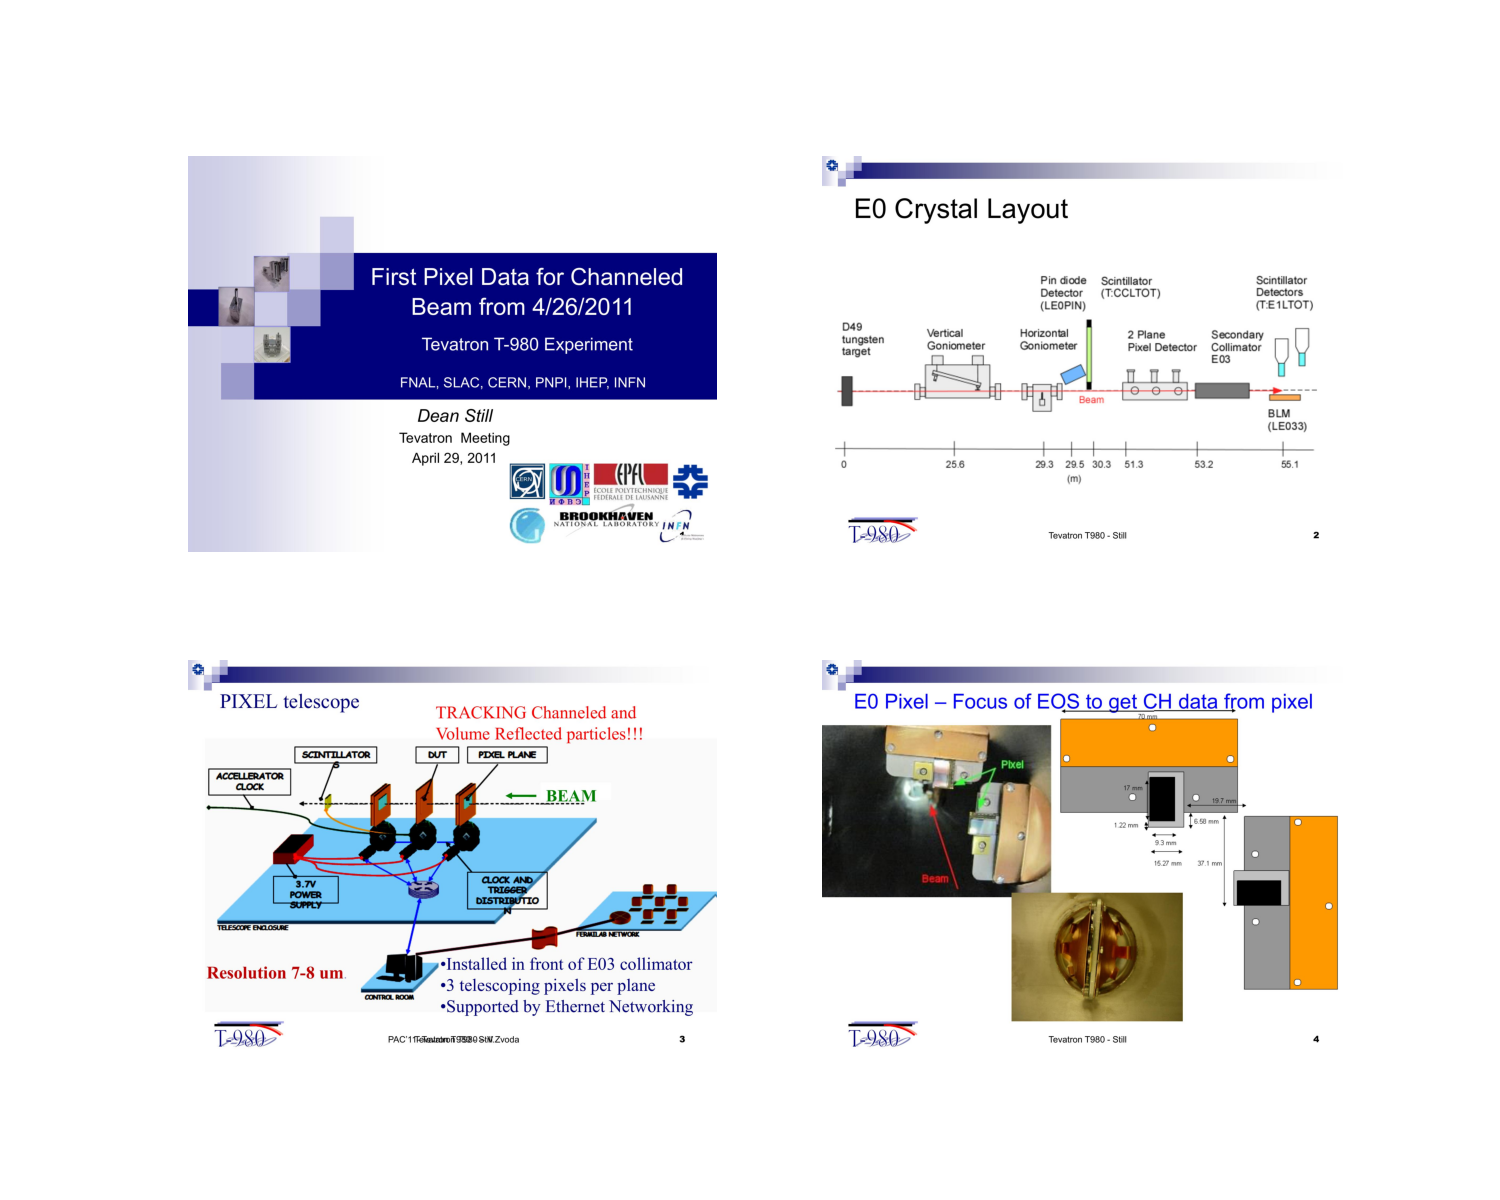 First Pixel Data for Channeled
Beam from 4/26/2011
Tevatron T-980 Experiment
FNAL, SLAC, CERN, PNPI, IHEP, INFN
Dean Still
Tevatron Meeting
April 29, 2011
CERN
IHEP
ИФВЭ
EPFL
ECOLE POLYTECHNIQUE
FEDERALE DE LAUSANNE
BROOKHAVEN
NATIONAL LABORATORY
INFN
E0 Crystal Layout
Pin diode
Detector
(LE0PIN)
Scintillator
(T:CCLTOT)
Scintillator
Detectors
(T:E1LTOT)
D49
tungsten
target
Vertical
Goniometer
Horizontal
Goniometer
2 Plane
Pixel Detector
Secondary
Collimator
E03
Beam
BLM
(LE033)
0 25.6 29.3 29.5 30.3 51.3 53.2 55.1
(m)
T-980
Tevatron T980 - Still
2
PIXEL telescope
TRACKING Channeled and
Volume Reflected particles!!!
SCINTILLATOR
S
DUT
PIXEL PLANE
ACCELLERATOR
CLOCK
BEAM
3.7V
POWER
SUPPLY
CLOCK AND
TRIGGER
DISTRIBUTIO
N
TELESCOPE ENCLOSURE
FERMILAB NETWORK
CONTROL ROOM
Resolution 7-8 um.
•Installed in front of E03 collimator
•3 telescoping pixels per plane
•Supported by Ethernet Networking
T-980
PAC'11 Zvoda
3
E0 Pixel – Focus of EOS to get CH data from pixel
70 mm
Pixel
Beam
17 mm
19.7 mm
1.22 mm
6.58 mm
9.3 mm
15.27 mm
37.1 mm
T-980
Tevatron T980 - Still
4